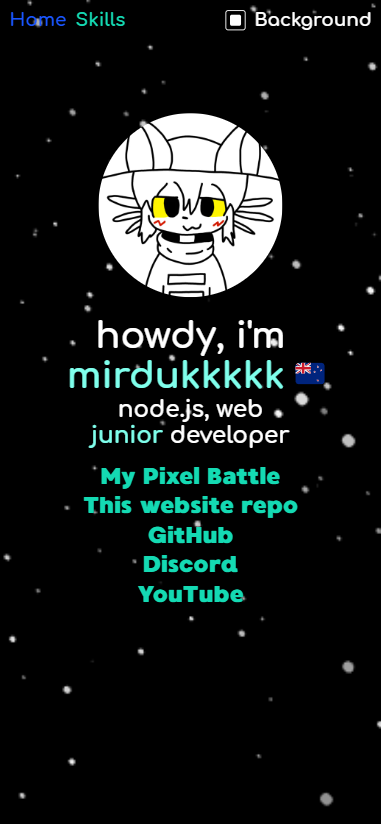 Home Skills Background
howdy, i'm
mirdukkkkk
node.js, web
junior developer
My Pixel Battle
This website repo
GitHub
Discord
YouTube